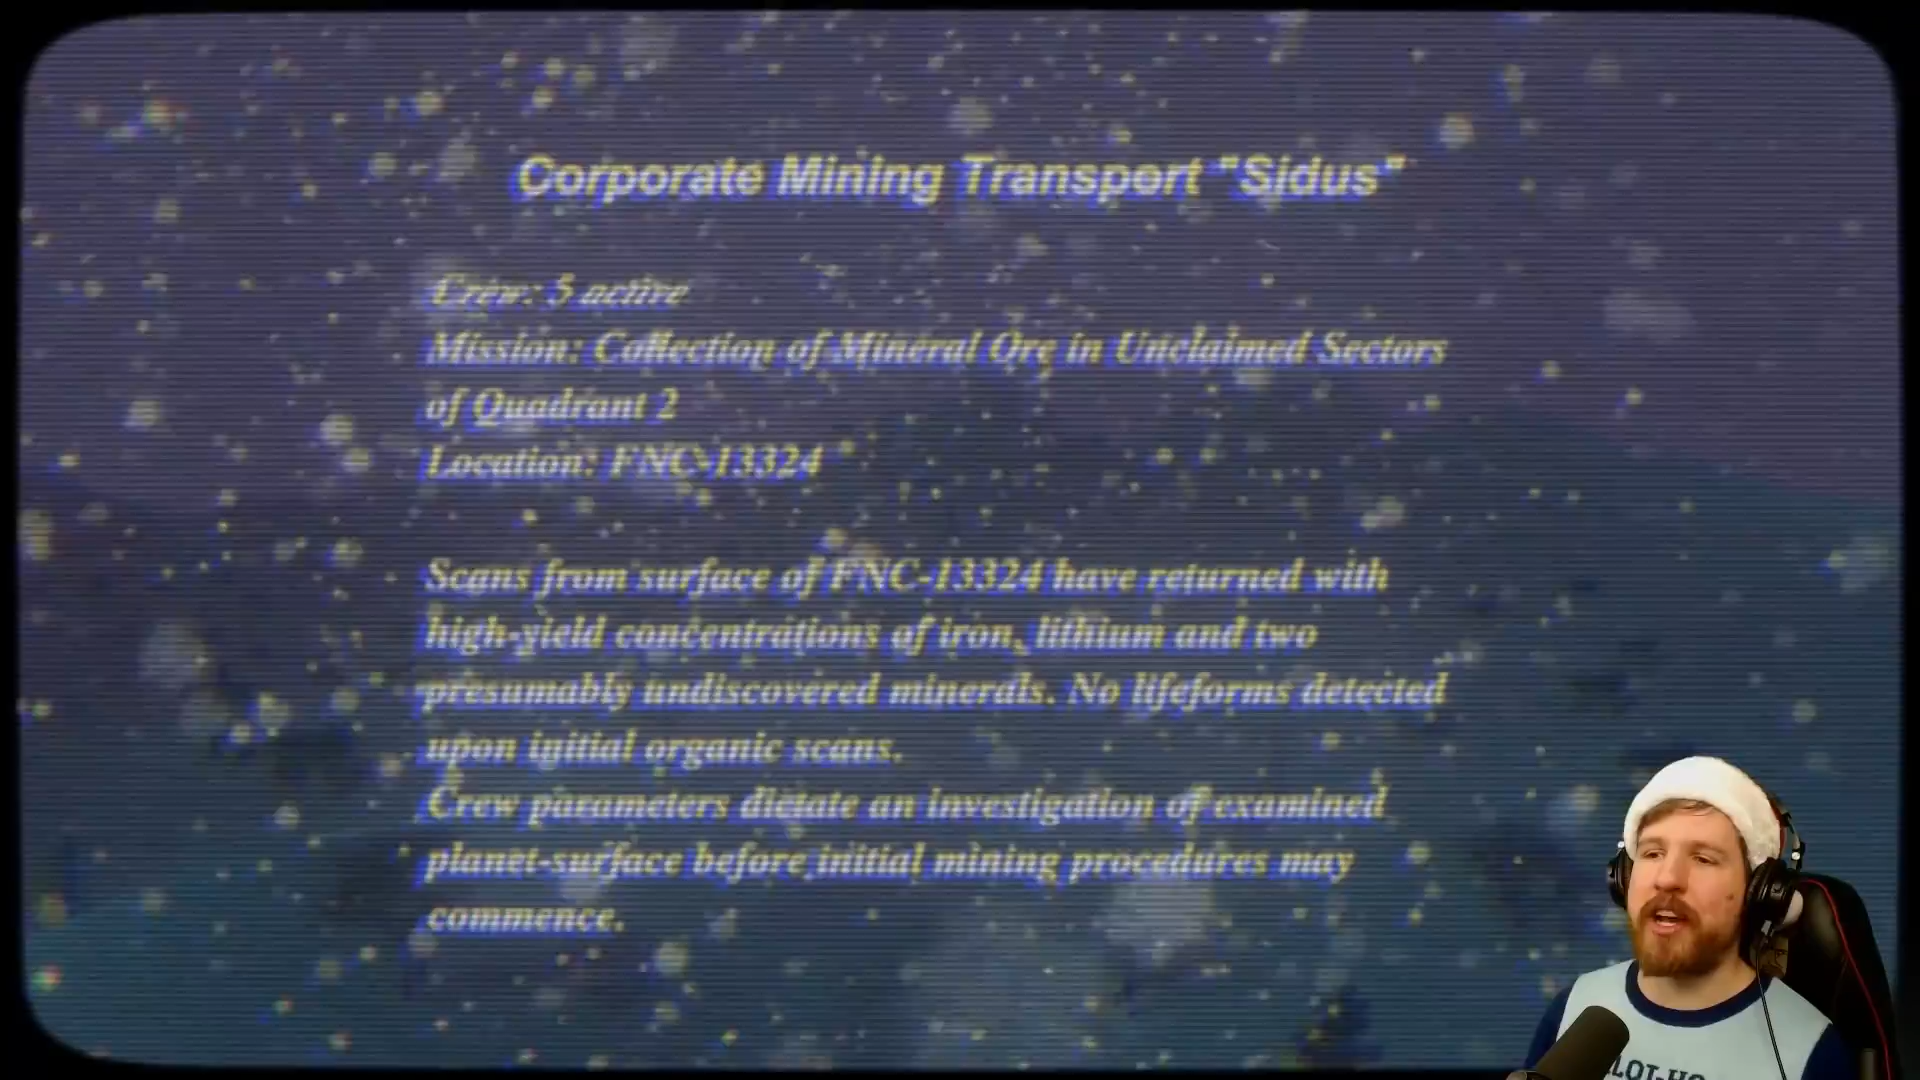 Corporate Mining Transport "Sidus"
Crew: 5 active
Mission: Collection of Mineral Ore in Unclaimed Sectors
of Quadrant 2
Location: FNC-13324
Scans from surface of FNC-13324 have returned with
high-yield concentrations of iron, lithium and two
presumably undiscovered minerals. No lifeforms detected
upon initial organic scans.
Crew parameters dictate an investigation of examined
planet-surface before initial mining procedures may
commence.